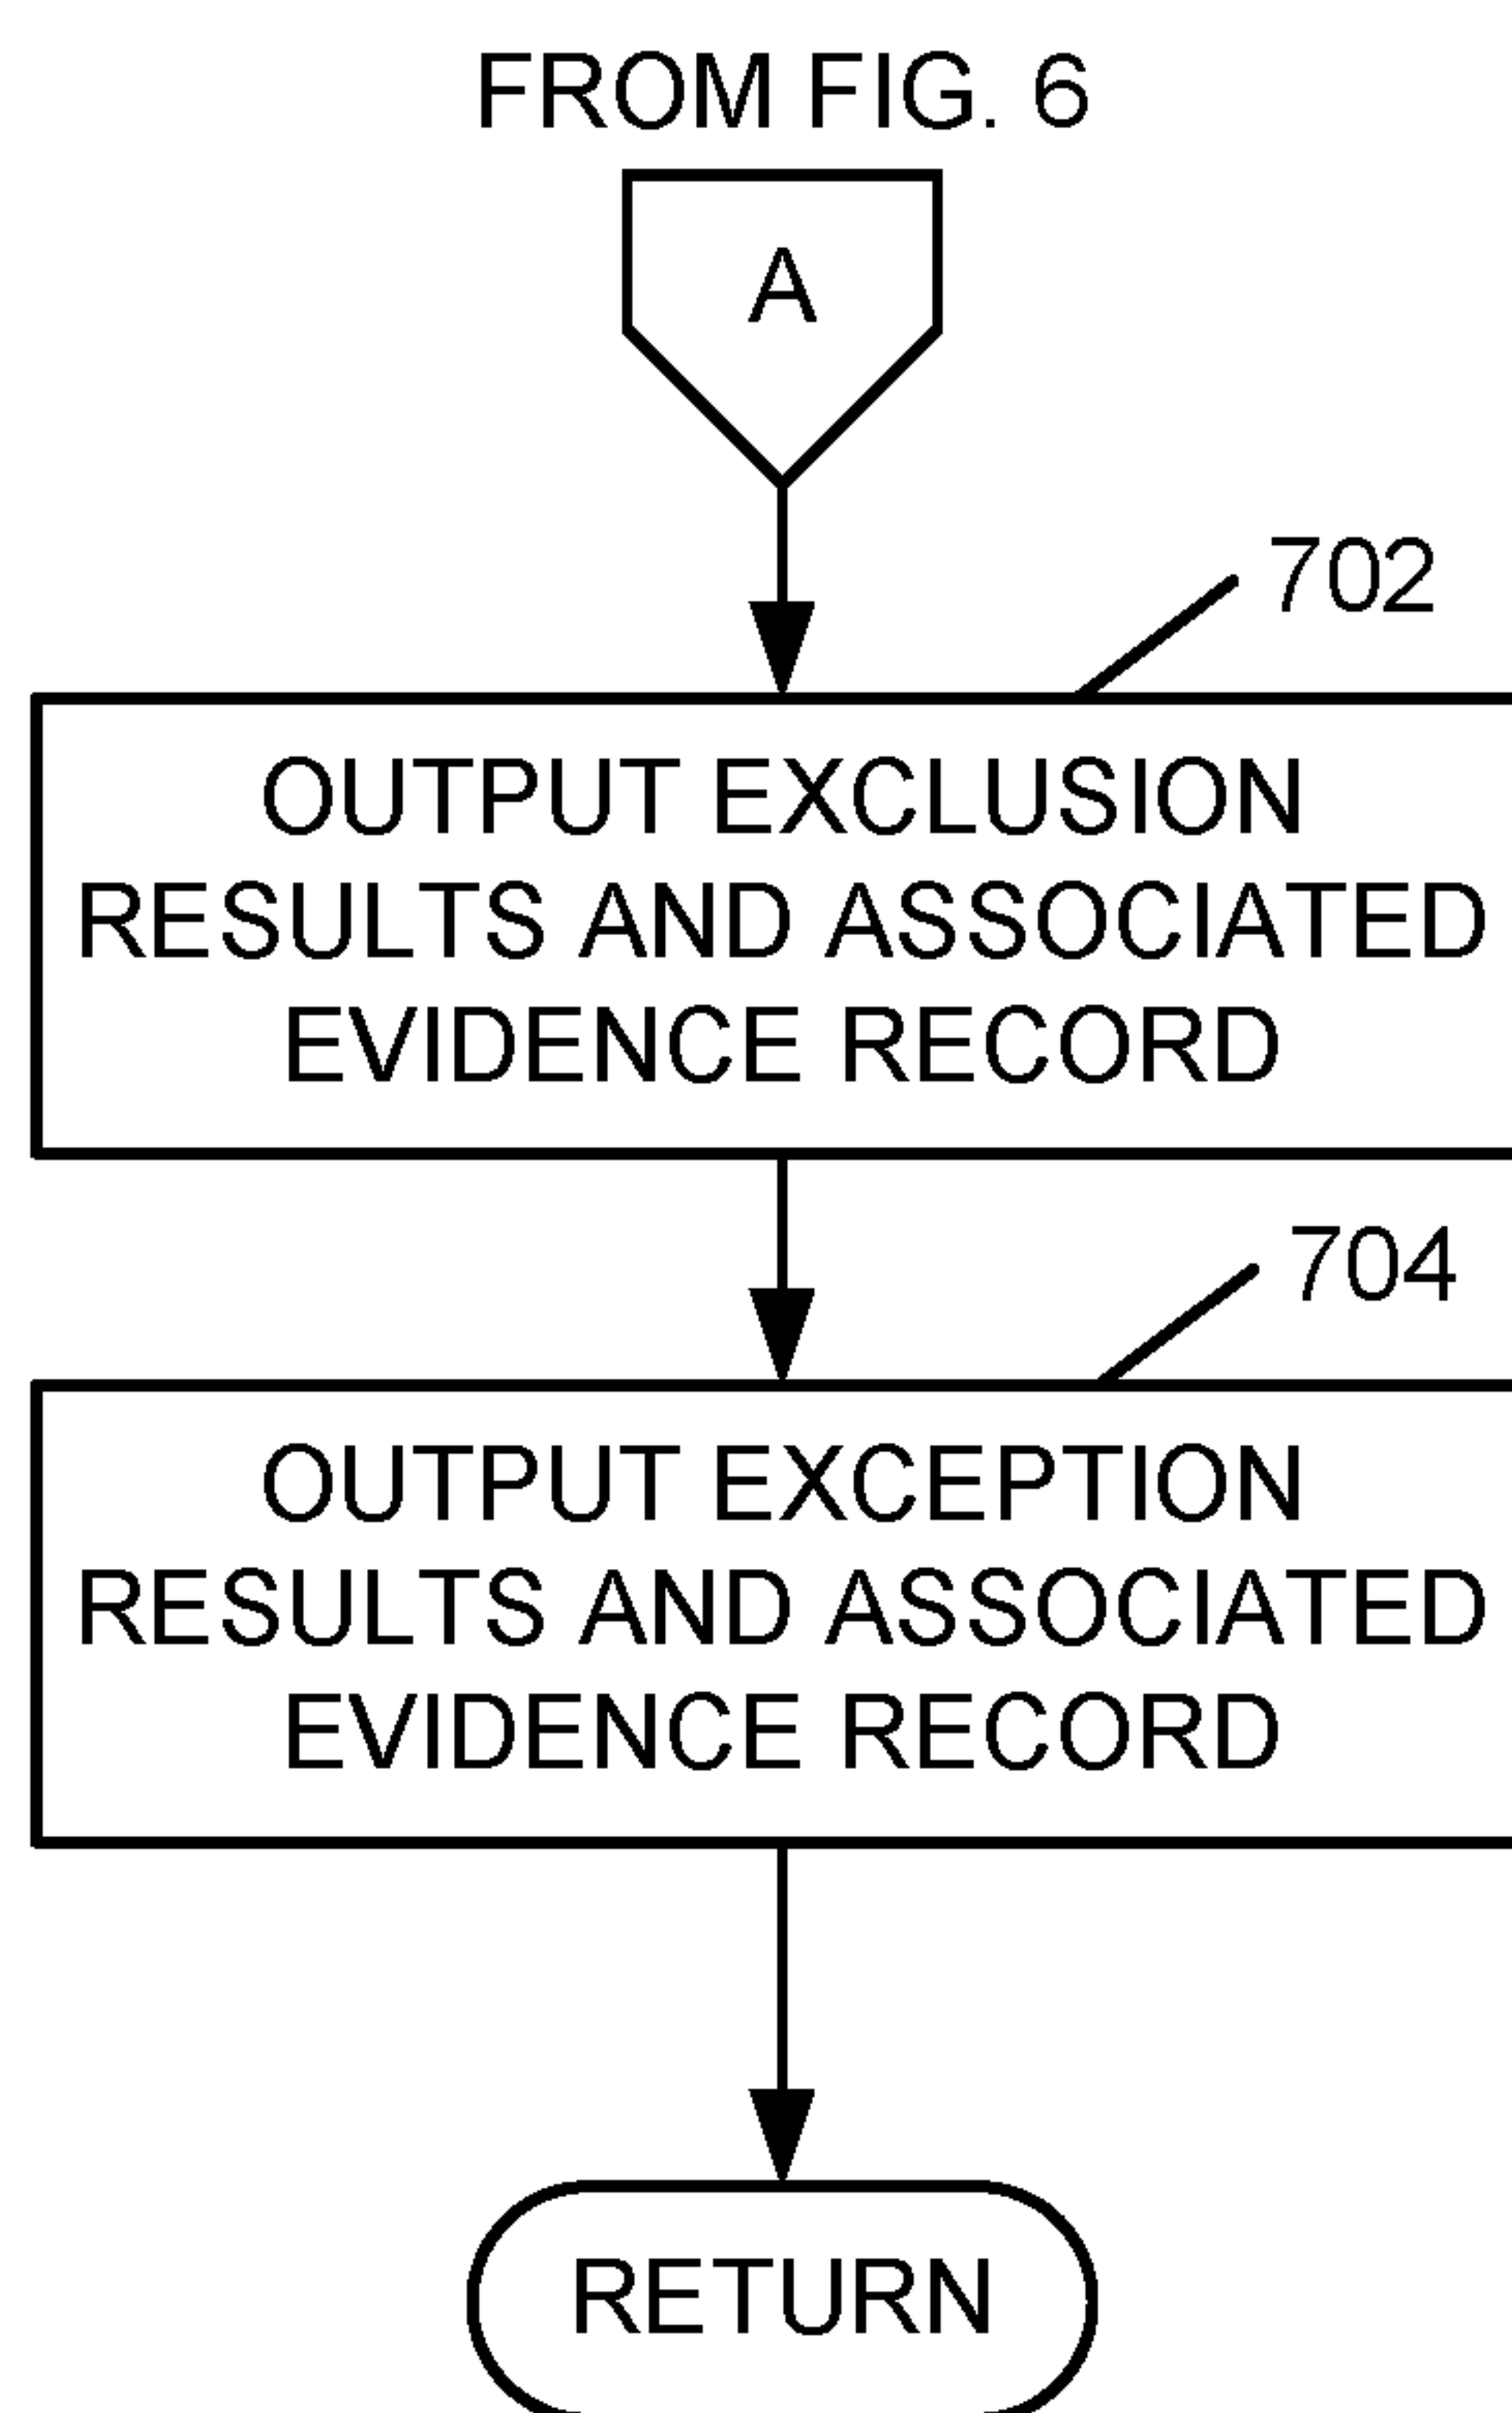 FROM FIG. 6
A
702
OUTPUT EXCLUSION
RESULTS AND ASSOCIATED
EVIDENCE RECORD
704
OUTPUT EXCEPTION
RESULTS AND ASSOCIATED
EVIDENCE RECORD
RETURN